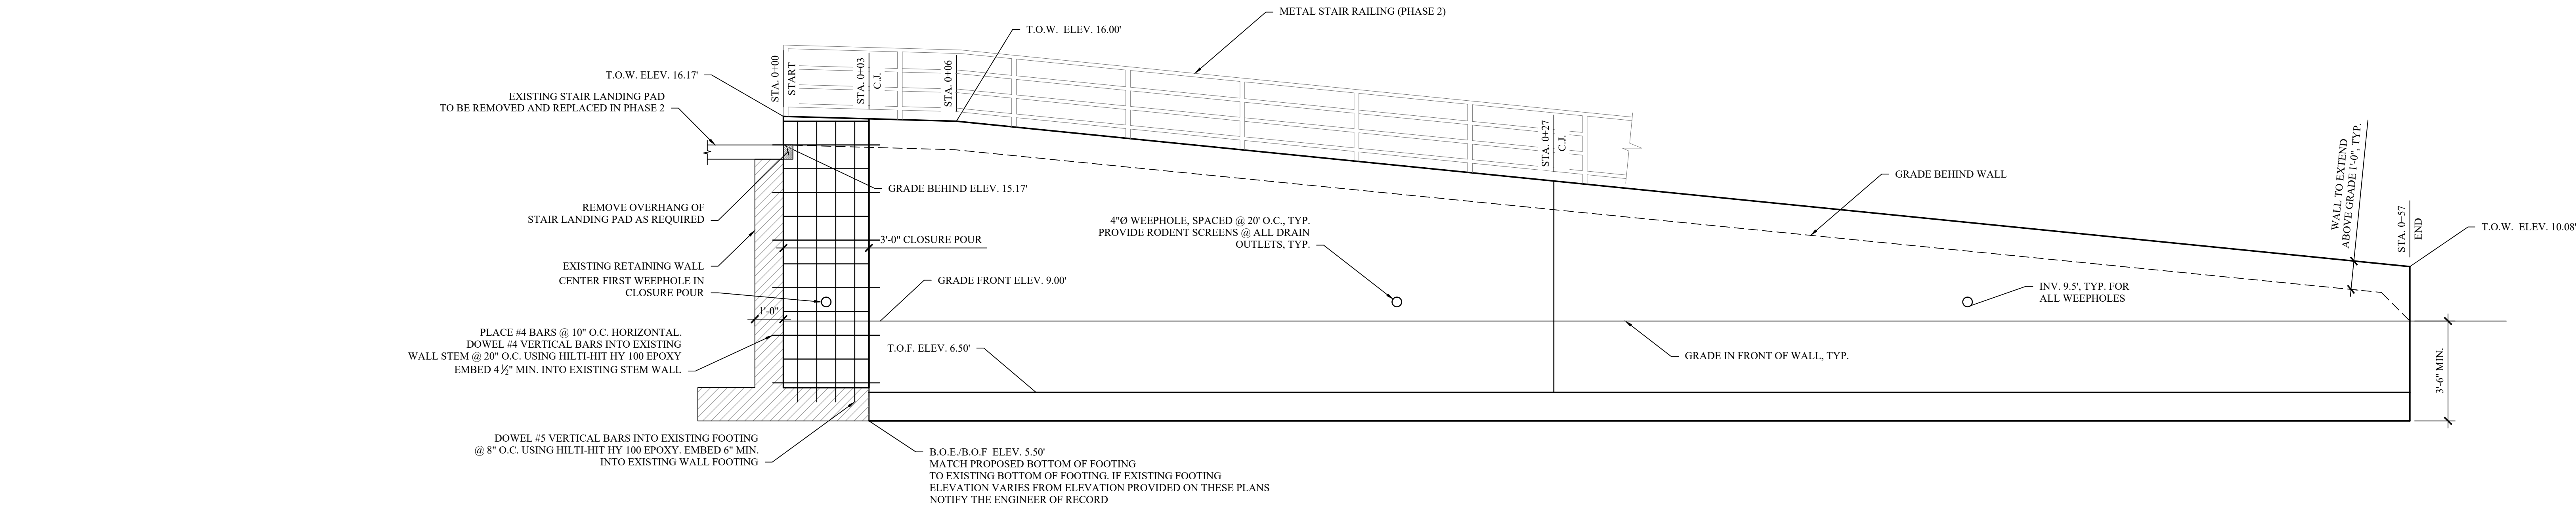 METAL STAIR RAILING (PHASE 2)
T.O.W.  ELEV. 16.00'
T.O.W. ELEV. 16.17'
EXISTING STAIR LANDING PAD
TO BE REMOVED AND REPLACED IN PHASE 2
STA. 0+00
START
STA. 0+03
C.J.
STA. 0+06
STA. 0+27
C.J.
WALL TO EXTEND
ABOVE GRADE 1'-0", TYP.
STA. 0+57
END
T.O.W.  ELEV. 10.08'
GRADE BEHIND WALL
GRADE BEHIND ELEV. 15.17'
REMOVE OVERHANG OF
STAIR LANDING PAD AS REQUIRED
4"Ø WEEPHOLE, SPACED @ 20' O.C., TYP.
PROVIDE RODENT SCREENS @ ALL DRAIN
OUTLETS, TYP.
3'-0" CLOSURE POUR
EXISTING RETAINING WALL
CENTER FIRST WEEPHOLE IN
CLOSURE POUR
GRADE FRONT ELEV. 9.00'
INV. 9.5', TYP. FOR
ALL WEEPHOLES
1'-0"
PLACE #4 BARS @ 10" O.C. HORIZONTAL.
DOWEL #4 VERTICAL BARS INTO EXISTING
WALL STEM @ 20" O.C. USING HILTI-HIT HY 100 EPOXY
EMBED 4 1/2" MIN. INTO EXISTING STEM WALL
T.O.F. ELEV. 6.50'
GRADE IN FRONT OF WALL, TYP.
3'-6" MIN.
DOWEL #5 VERTICAL BARS INTO EXISTING FOOTING
@ 8" O.C. USING HILTI-HIT HY 100 EPOXY. EMBED 6" MIN.
INTO EXISTING WALL FOOTING
B.O.E./B.O.F  ELEV. 5.50'
MATCH PROPOSED BOTTOM OF FOOTING
TO EXISTING BOTTOM OF FOOTING. IF EXISTING FOOTING
ELEVATION VARIES FROM ELEVATION PROVIDED ON THESE PLANS
NOTIFY THE ENGINEER OF RECORD